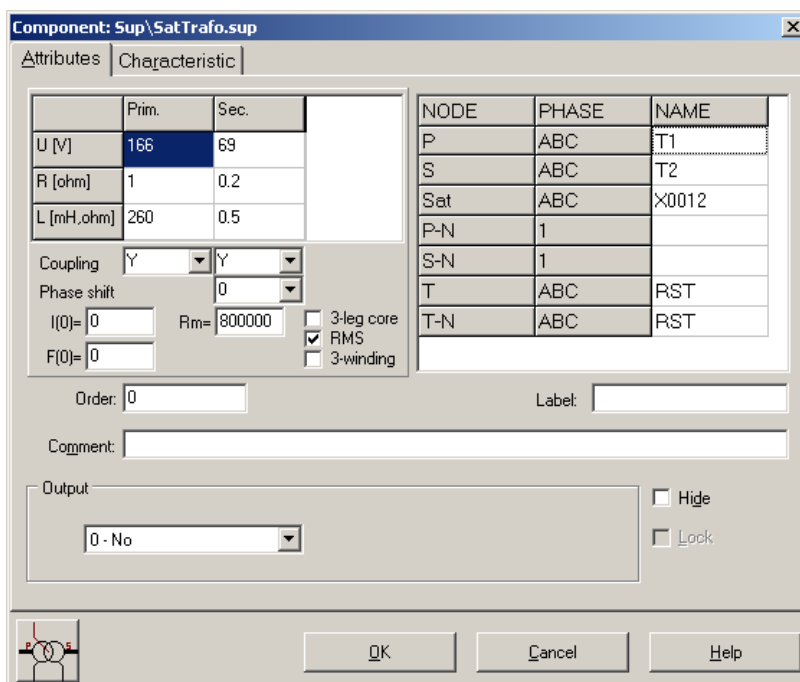 Component: Sup\SatTrafo.sup
Attributes Characteristic
Prim. Sec.
U [V] 166 69
R [ohm] 1 0.2
L [mH,ohm] 260 0.5
Coupling Y Y
Phase shift 0
I(0)= 0 Rm= 800000
F(0)= 0
3-leg core
RMS
3-winding
NODE PHASE NAME
P ABC T1
S ABC T2
Sat ABC X0012
P-N 1
S-N 1
T ABC RST
T-N ABC RST
Order: 0 Label:
Comment:
Output
0 - No
Hide
Lock
P S
OK Cancel Help